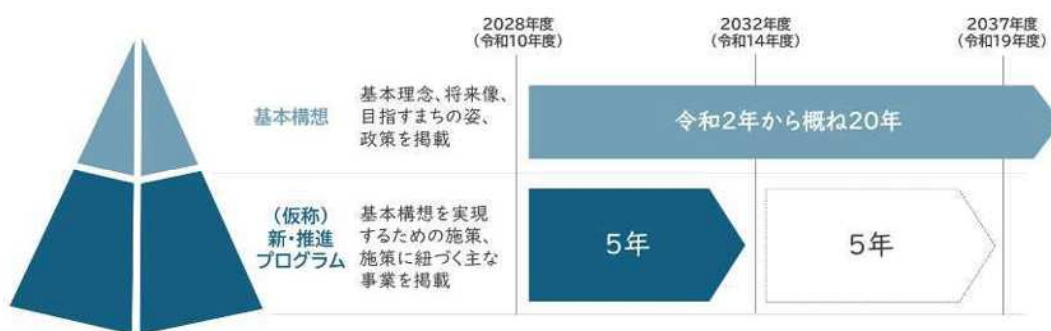 2028年度
(令和10年度)
2032年度
(令和14年度)
2037年度
(令和19年度)
基本構想
基本理念、将来像、
目指すまちの姿、
政策を掲載
令和2年から概ね20年
(仮称)
新・推進
プログラム
基本構想を実現
するための施策、
施策に紐づく主な
事業を掲載
5年
5年